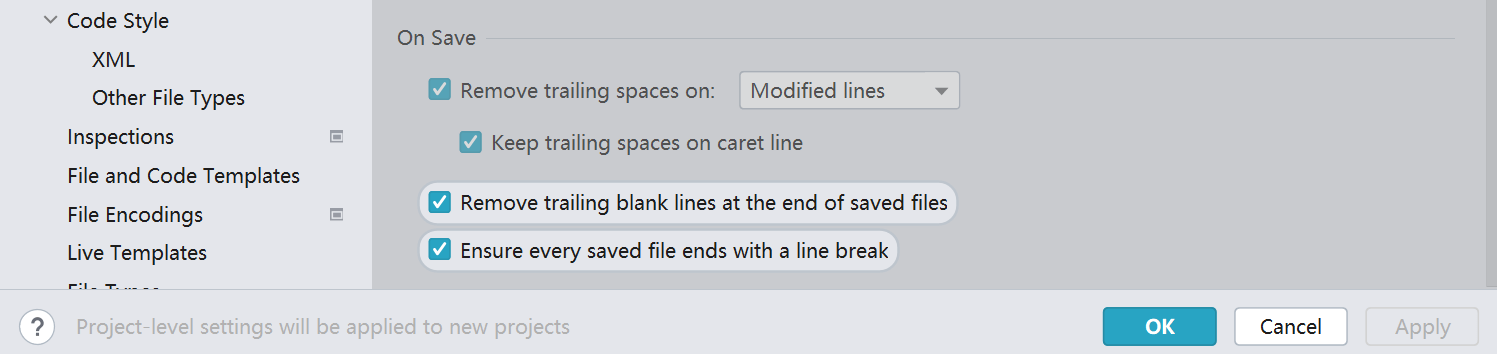 Code Style
XML
Other File Types
Inspections
File and Code Templates
File Encodings
Live Templates
File Types
On Save
Remove trailing spaces on: Modified lines
Keep trailing spaces on caret line
Remove trailing blank lines at the end of saved files
Ensure every saved file ends with a line break
? Project-level settings will be applied to new projects
OK Cancel Apply